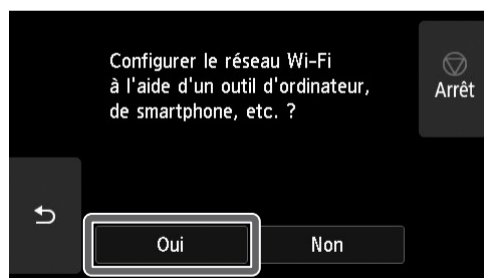 Configurer le réseau Wi-Fi
à l'aide d'un outil d'ordinateur,
de smartphone, etc. ?
Arrêt
Oui
Non